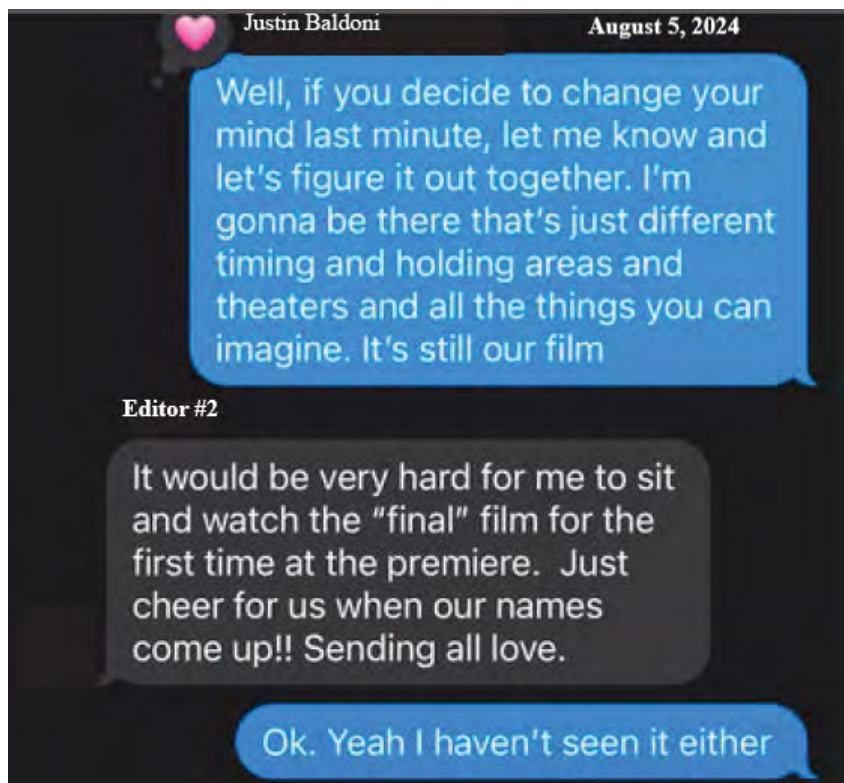 Justin Baldoni August 5, 2024
Well, if you decide to change your
mind last minute, let me know and
let's figure it out together. I'm
gonna be there that's just different
timing and holding areas and
theaters and all the things you can
imagine. It's still our film
Editor #2
It would be very hard for me to sit
and watch the "final" film for the
first time at the premiere.  Just
cheer for us when our names
come up!! Sending all love.
Ok. Yeah I haven't seen it either